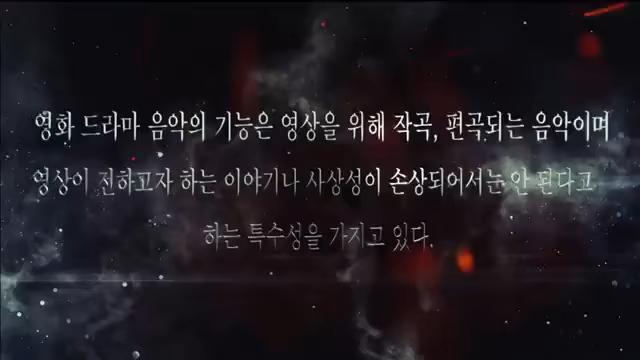 영화 드라마 음악의 기능은 영상을 위해 작곡, 편곡되는 음악이며
영상이 전하고자 하는 이야기나 사상성이 손상되어서는 안 된다고
하는 특수성을 가지고 있다.